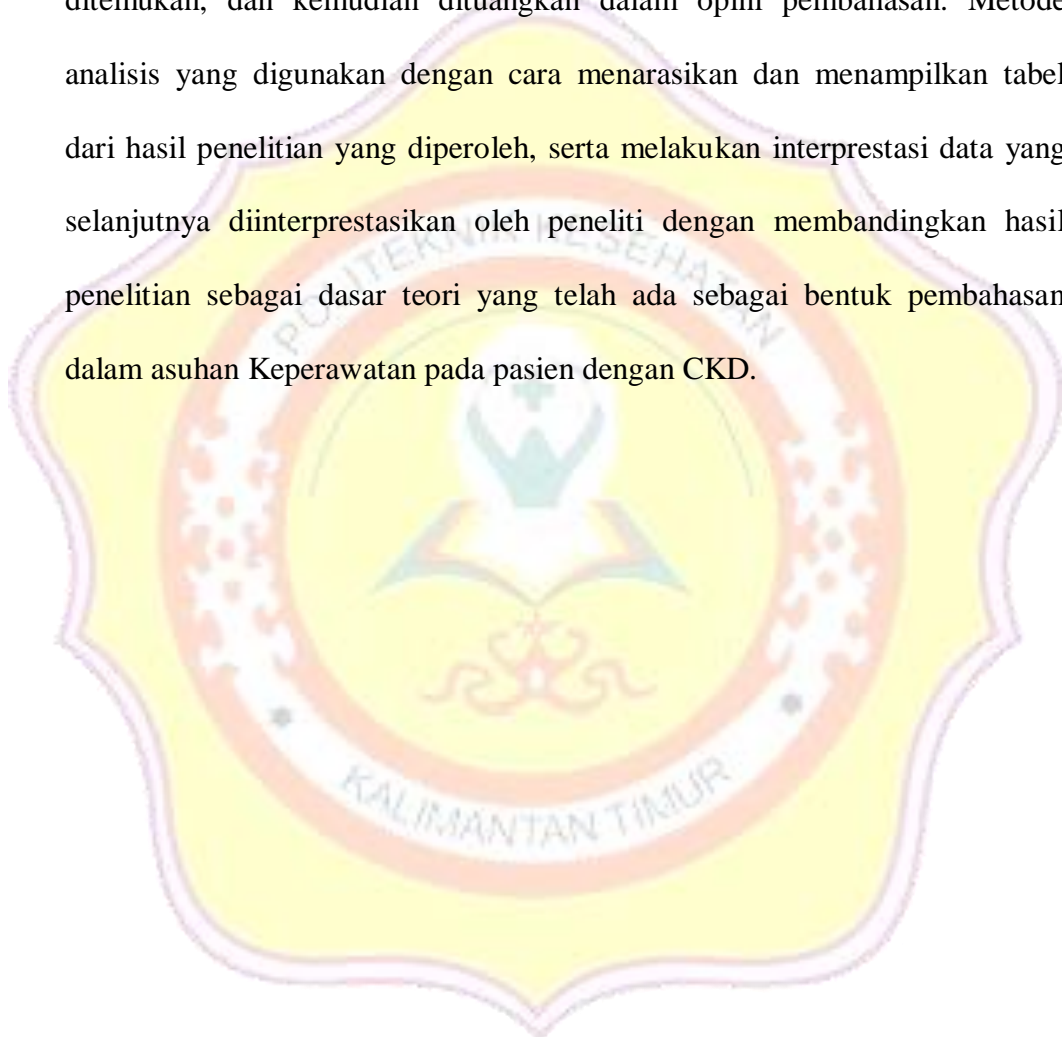 ditemukan, dan kemudian dituangkan dalam opini pembahasan. Metode
analisis yang digunakan dengan cara menarasikan dan menampilkan tabel
dari hasil penelitian yang diperoleh, serta melakukan interprestasi data yang
selanjutnya diinterprestasikan oleh peneliti dengan membandingkan hasil
penelitian sebagai dasar teori yang telah ada sebagai bentuk pembahasan
dalam asuhan Keperawatan pada pasien dengan CKD.
POLITEKNIK KESEHATAN
KALIMANTAN TIMUR